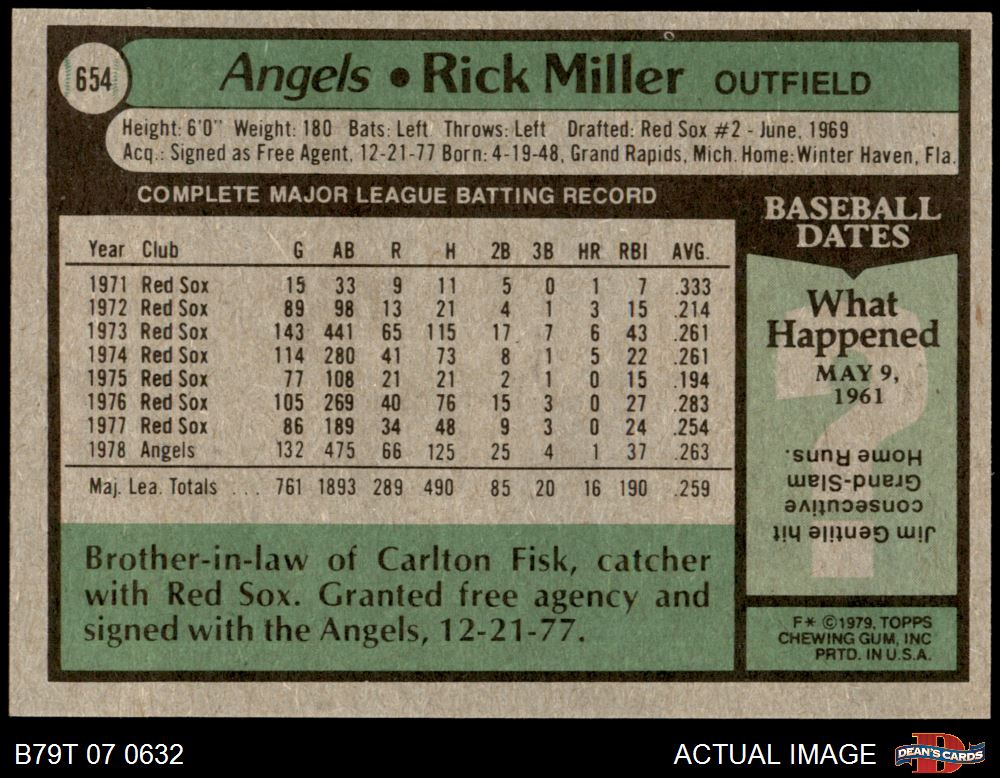 654
Angels • Rick Miller OUTFIELD
Height: 6'0" Weight: 180 Bats: Left Throws: Left Drafted: Red Sox #2 - June, 1969
Acq.: Signed as Free Agent, 12-21-77 Born: 4-19-48, Grand Rapids, Mich. Home: Winter Haven, Fla.
COMPLETE MAJOR LEAGUE BATTING RECORD
Year Club G AB R H 2B 3B HR RBI AVG.
1971 Red Sox 15 33 9 11 5 0 1 7 .333
1972 Red Sox 89 98 13 21 4 1 3 15 .214
1973 Red Sox 143 441 65 115 17 7 6 43 .261
1974 Red Sox 114 280 41 73 8 1 5 22 .261
1975 Red Sox 77 108 21 21 2 1 0 15 .194
1976 Red Sox 105 269 40 76 15 3 0 27 .283
1977 Red Sox 86 189 34 48 9 3 0 24 .254
1978 Angels 132 475 66 125 25 4 1 37 .263
Maj. Lea. Totals ... 761 1893 289 490 85 20 16 190 .259
Brother-in-law of Carlton Fisk, catcher
with Red Sox. Granted free agency and
signed with the Angels, 12-21-77.
BASEBALL
DATES
What
Happened
MAY 9,
1961
?
Jim Gentile hit
consecutive
Grand-Slam
Home Runs.
F* ©1979, TOPPS
CHEWING GUM, INC
PRTD. IN U.S.A.
B79T 07 0632
ACTUAL IMAGE
DEAN'S CARDS